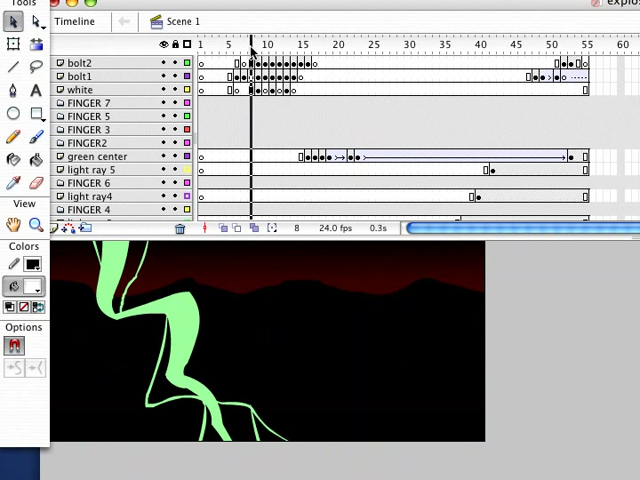 Tools
explos
Timeline
Scene 1
1 5 10 15 20 25 30 35 40 45 50 55 60
bolt2
bolt1
white
FINGER 7
FINGER 5
FINGER 3
FINGER2
green center
light ray 5
FINGER 6
light ray4
FINGER 4
8 24.0 fps 0.3s
View
Colors
Options